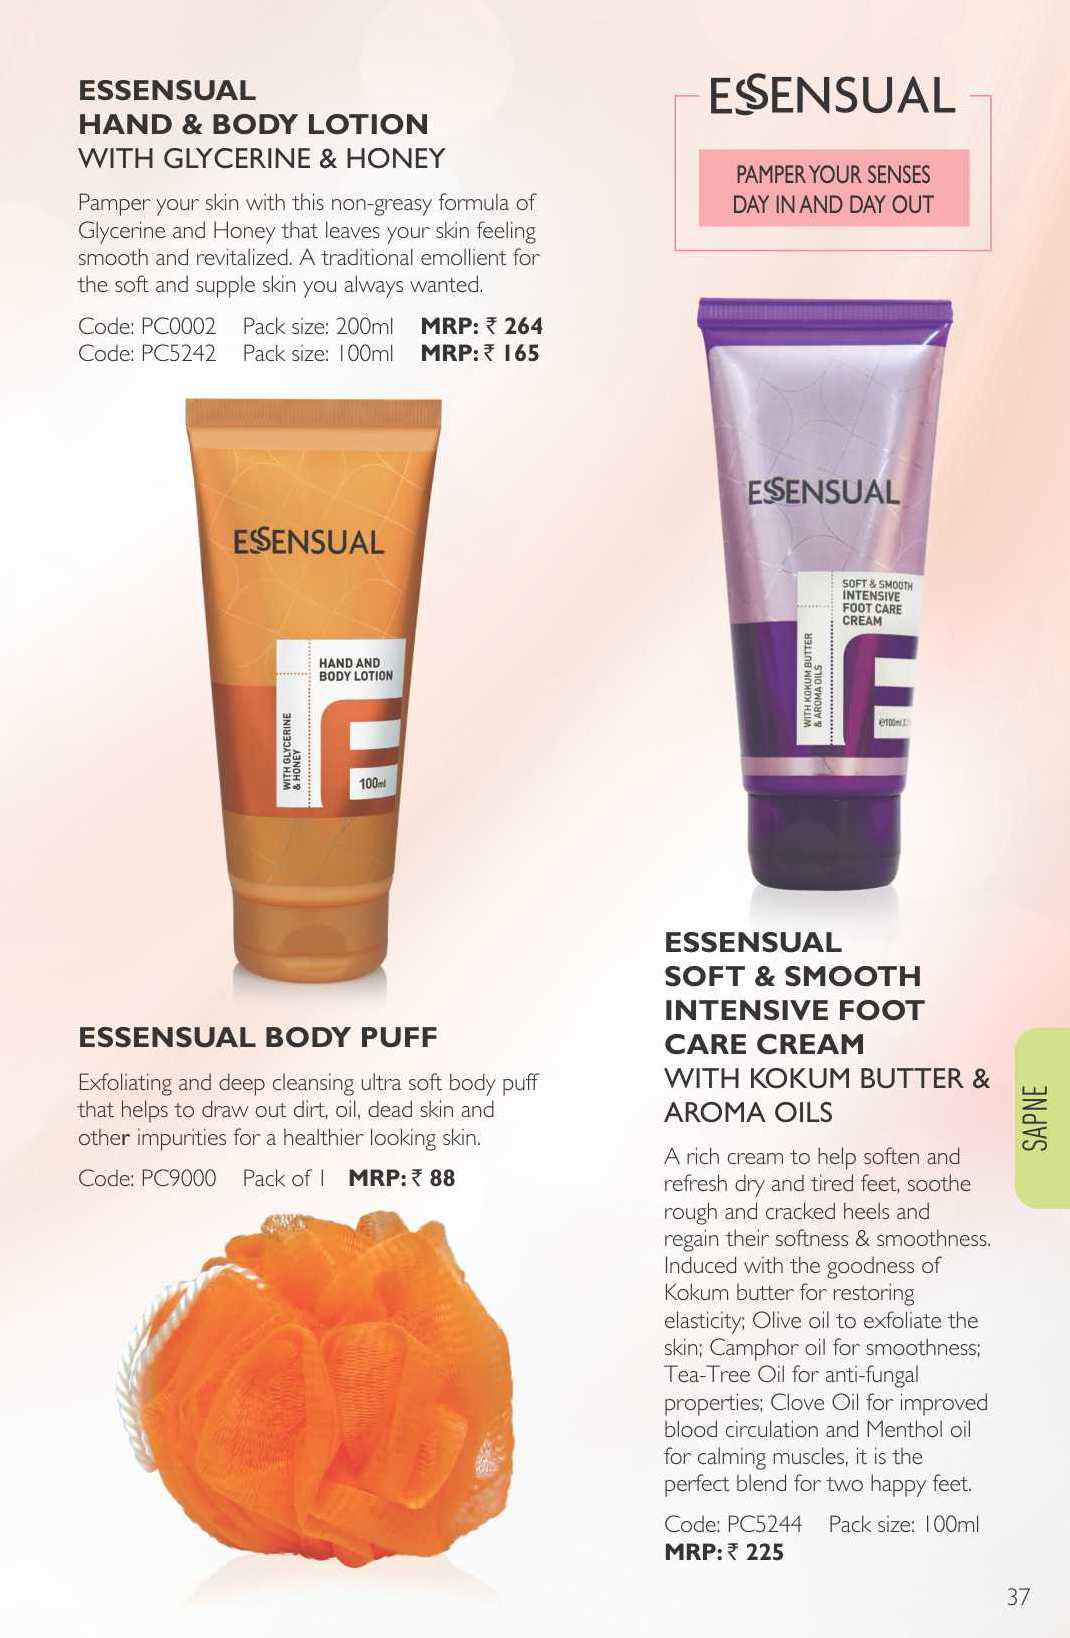 ESSENSUAL
HAND & BODY LOTION
WITH GLYCERINE & HONEY
Pamper your skin with this non-greasy formula of
Glycerine and Honey that leaves your skin feeling
smooth and revitalized. A traditional emollient for
the soft and supple skin you always wanted.
Code: PC0002 Pack size: 200ml MRP: ₹ 264
Code: PC5242 Pack size: 100ml MRP: ₹ 165
ESSENSUAL
HAND AND
BODY LOTION
WITH GLYCERINE
& HONEY
100ml
ESSENSUAL BODY PUFF
Exfoliating and deep cleansing ultra soft body puff
that helps to draw out dirt, oil, dead skin and
other impurities for a healthier looking skin.
Code: PC9000 Pack of 1 MRP: ₹ 88
ESSENSUAL
PAMPER YOUR SENSES
DAY IN AND DAY OUT
ESSENSUAL
SOFT & SMOOTH
INTENSIVE
FOOT CARE
CREAM
WITH KOKUM BUTTER
& AROMA OILS
ESSENSUAL
SOFT & SMOOTH
INTENSIVE FOOT
CARE CREAM
WITH KOKUM BUTTER &
AROMA OILS
A rich cream to help soften and
refresh dry and tired feet, soothe
rough and cracked heels and
regain their softness & smoothness.
Induced with the goodness of
Kokum butter for restoring
elasticity; Olive oil to exfoliate the
skin; Camphor oil for smoothness;
Tea-Tree Oil for anti-fungal
properties; Clove Oil for improved
blood circulation and Menthol oil
for calming muscles, it is the
perfect blend for two happy feet.
Code: PC5244 Pack size: 100ml
MRP: ₹ 225
SAPNE
37